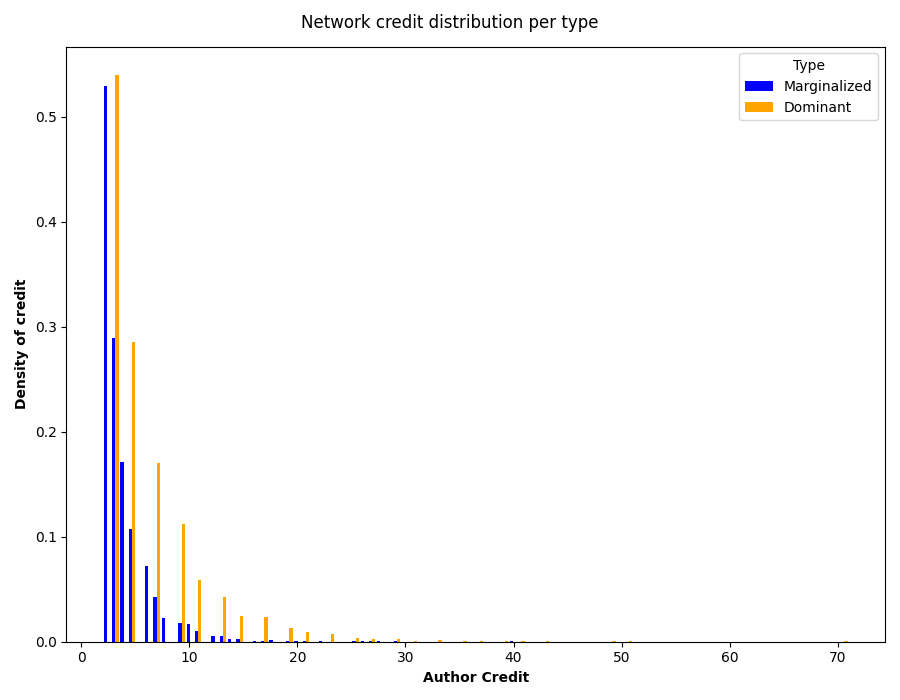 Network credit distribution per type
Type
Marginalized
Dominant
Density of credit
0.5
0.4
0.3
0.2
0.1
0.0
0 10 20 30 40 50 60 70
Author Credit